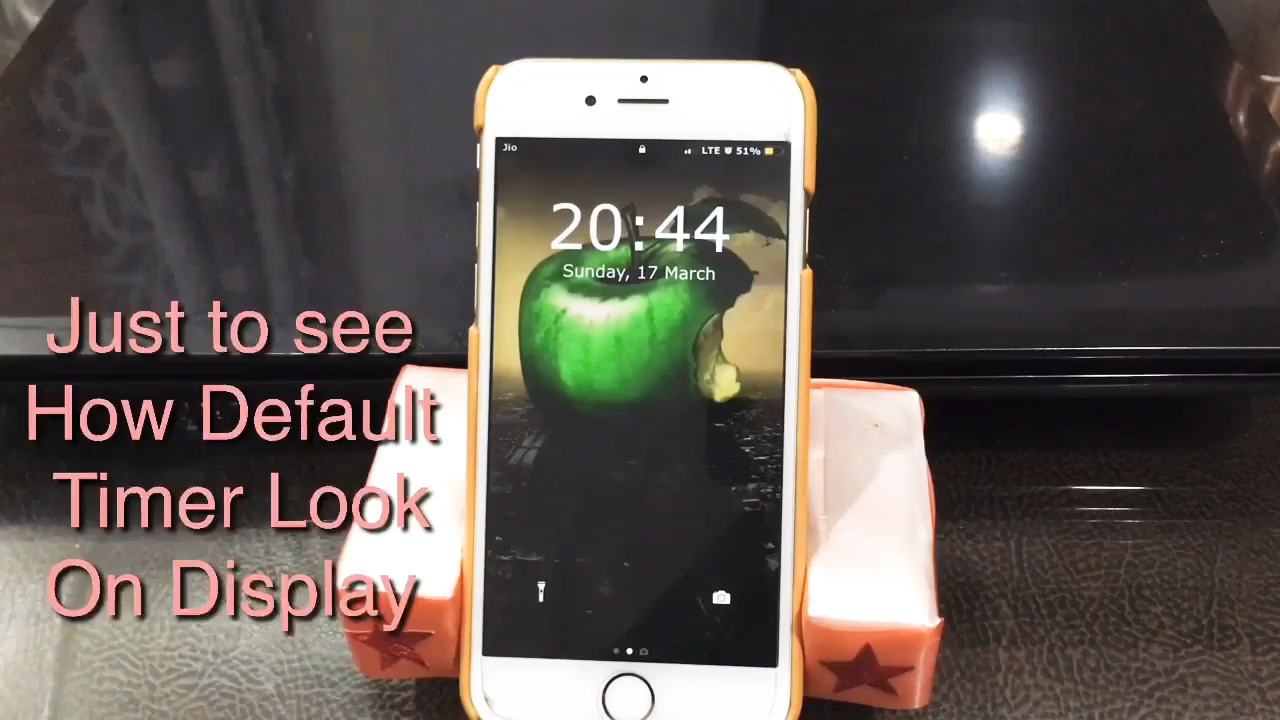 Jio
LTE 51%
20:44
Sunday, 17 March
Just to see
How Default
Timer Look
On Display